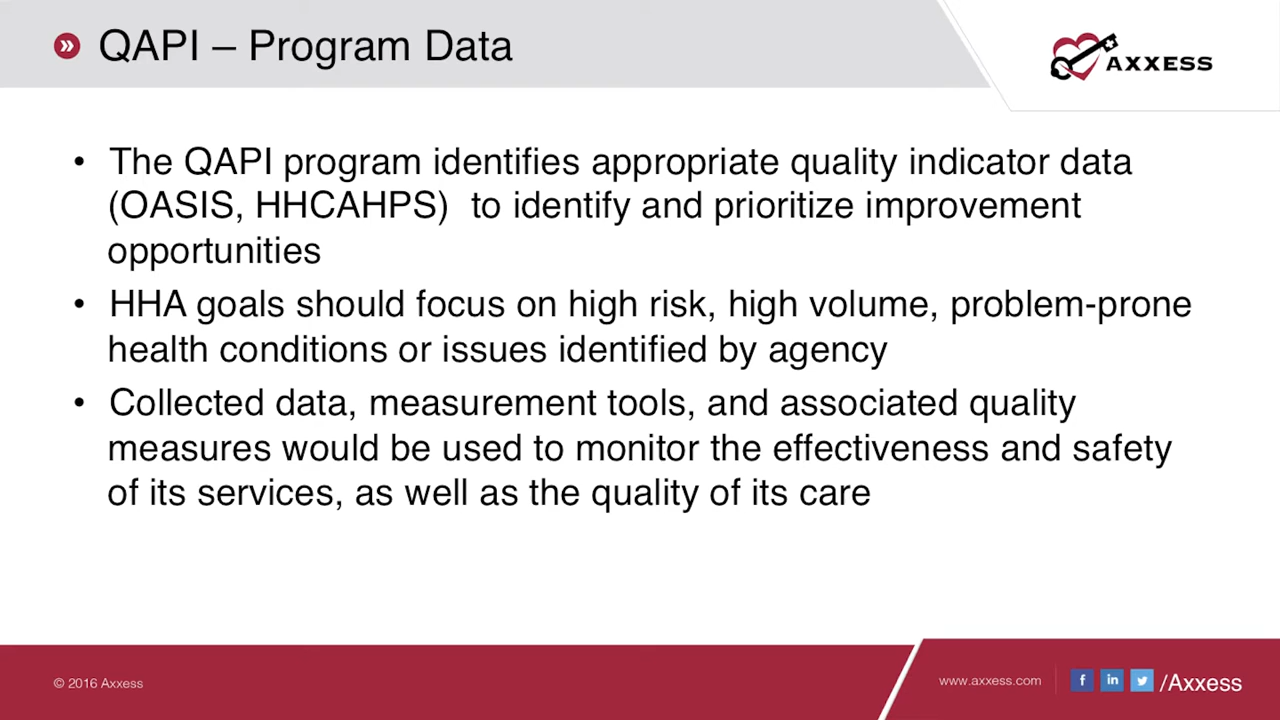 QAPI – Program Data
AXXESS
• The QAPI program identifies appropriate quality indicator data
(OASIS, HHCAHPS)  to identify and prioritize improvement
opportunities
• HHA goals should focus on high risk, high volume, problem-prone
health conditions or issues identified by agency
• Collected data, measurement tools, and associated quality
measures would be used to monitor the effectiveness and safety
of its services, as well as the quality of its care
© 2016 Axxess
www.axxess.com
/Axxess